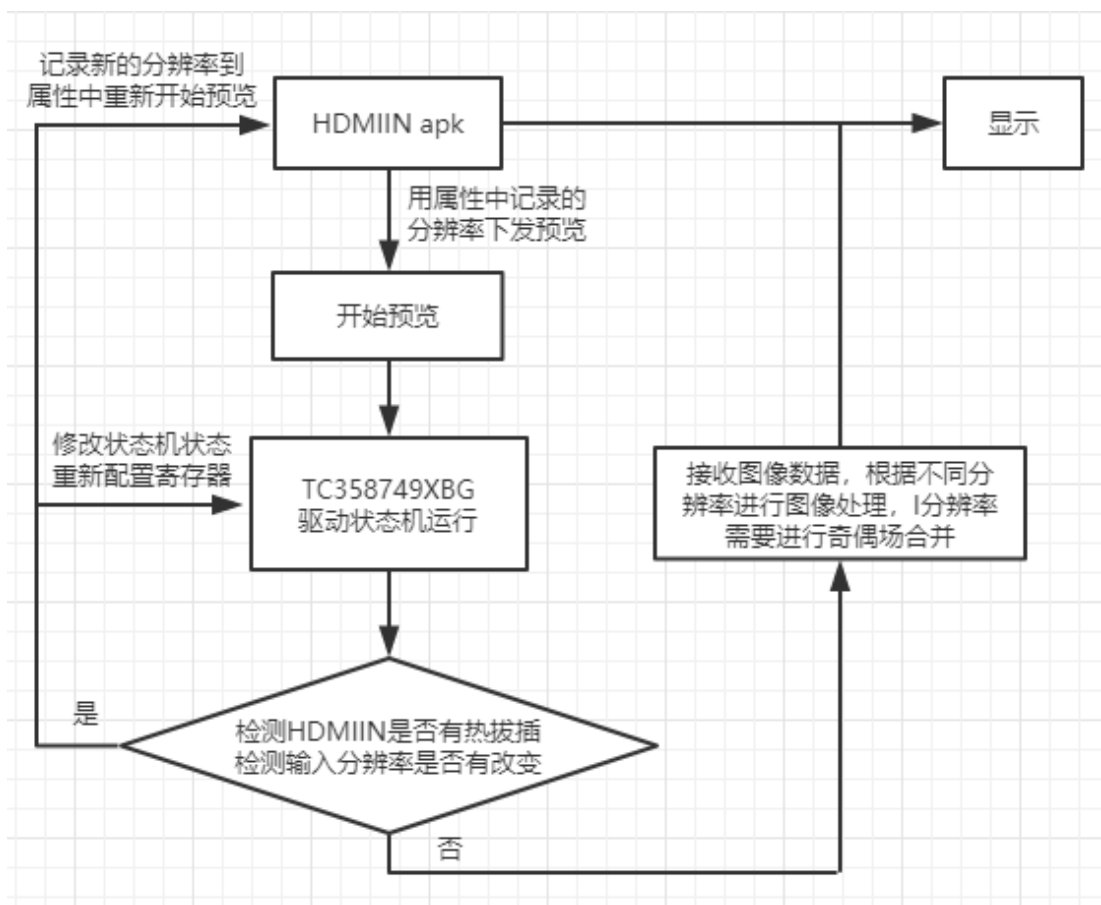 记录新的分辨率到
属性中重新开始预览
HDMIIN apk
显示
用属性中记录的
分辨率下发预览
开始预览
修改状态机状态
重新配置寄存器
TC358749XBG
驱动状态机运行
接收图像数据，根据不同分
辨率进行图像处理，I分辨率
需要进行奇偶场合并
是
检测HDMIIN是否有热拔插
检测输入分辨率是否有改变
否